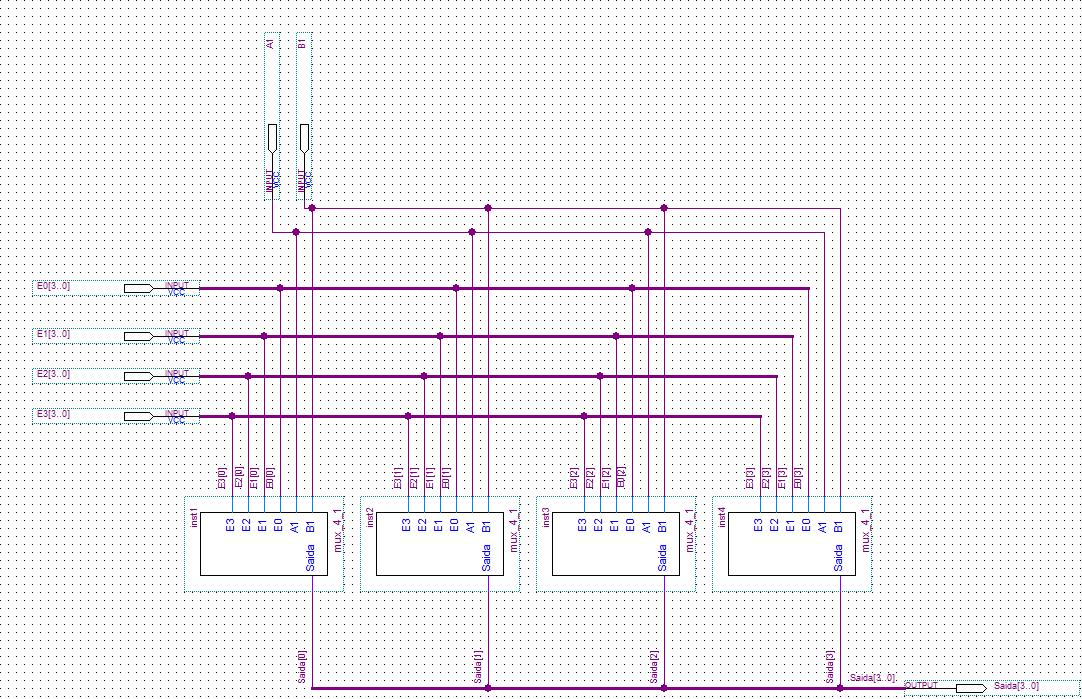 A1
B1
INPUT
VCC
INPUT
VCC
E0[3..0]
INPUT
VCC
E1[3..0]
INPUT
VCC
E2[3..0]
INPUT
VCC
E3[3..0]
INPUT
VCC
E3[0]
E2[0]
E1[0]
E0[0]
E3[1]
E2[1]
E1[1]
E0[1]
E3[2]
E2[2]
E1[2]
E0[2]
E3[3]
E2[3]
E1[3]
E0[3]
inst1
E3
E2
E1
E0
A1
B1
Saida
mux_4_1
inst2
E3
E2
E1
E0
A1
B1
Saida
mux_4_1
inst3
E3
E2
E1
E0
A1
B1
Saida
mux_4_1
inst4
E3
E2
E1
E0
A1
B1
Saida
mux_4_1
Saida[0]
Saida[1]
Saida[2]
Saida[3]
Saida[3..0]
OUTPUT
Saida[3..0]